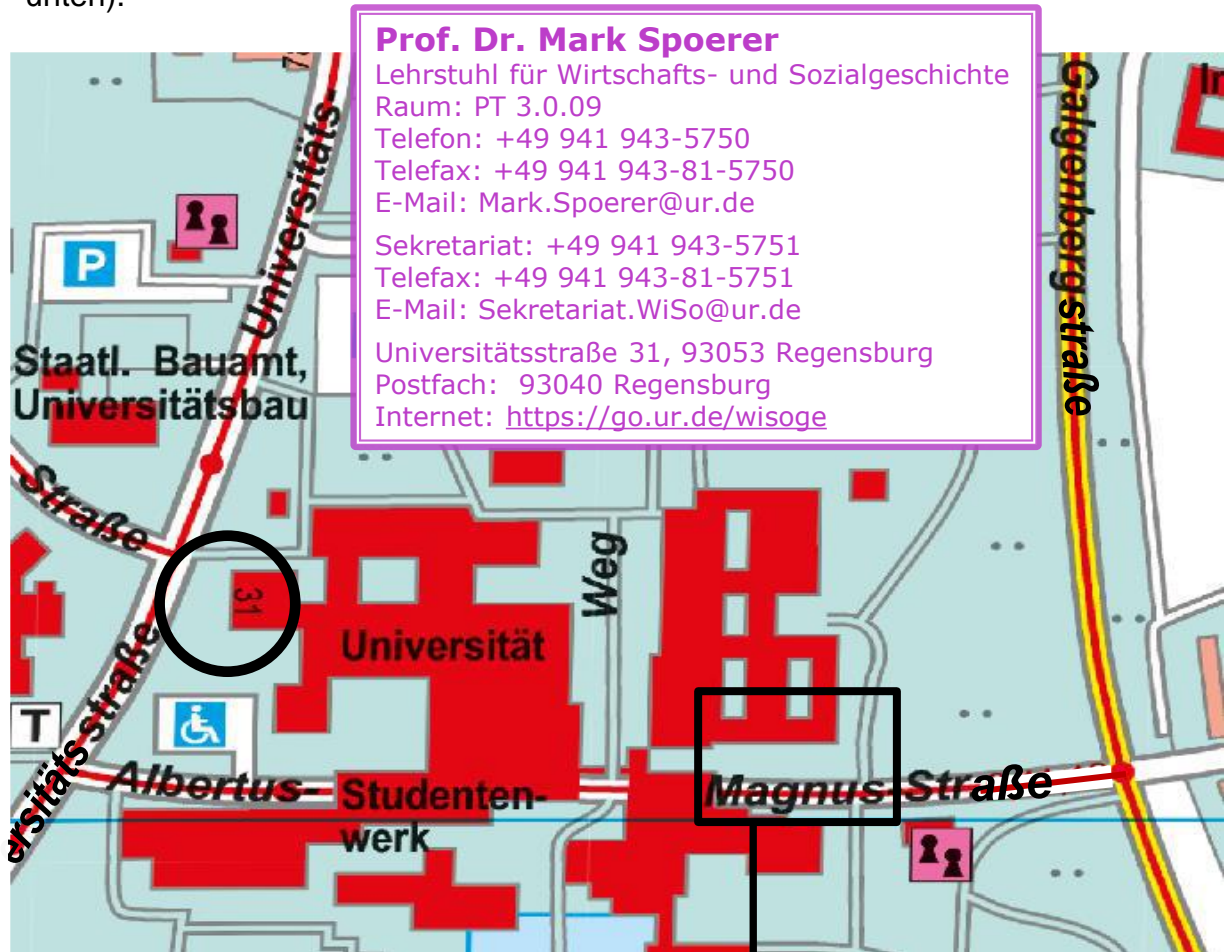 unten).
Prof. Dr. Mark Spoerer
Lehrstuhl für Wirtschafts- und Sozialgeschichte
Raum: PT 3.0.09
Telefon: +49 941 943-5750
Telefax: +49 941 943-81-5750
E-Mail: Mark.Spoerer@ur.de
Sekretariat: +49 941 943-5751
Telefax: +49 941 943-81-5751
E-Mail: Sekretariat.WiSo@ur.de
Universitätsstraße 31, 93053 Regensburg
Postfach: 93040 Regensburg
Internet: https://go.ur.de/wisoge
Universitäts-
Galgenbergstraße
P
Staatl. Bauamt,
Universitätsbau
Straße
31
Weg
Universität
T
ersitätsstraße
Albertus-
Magnus-Straße
Studenten-
werk